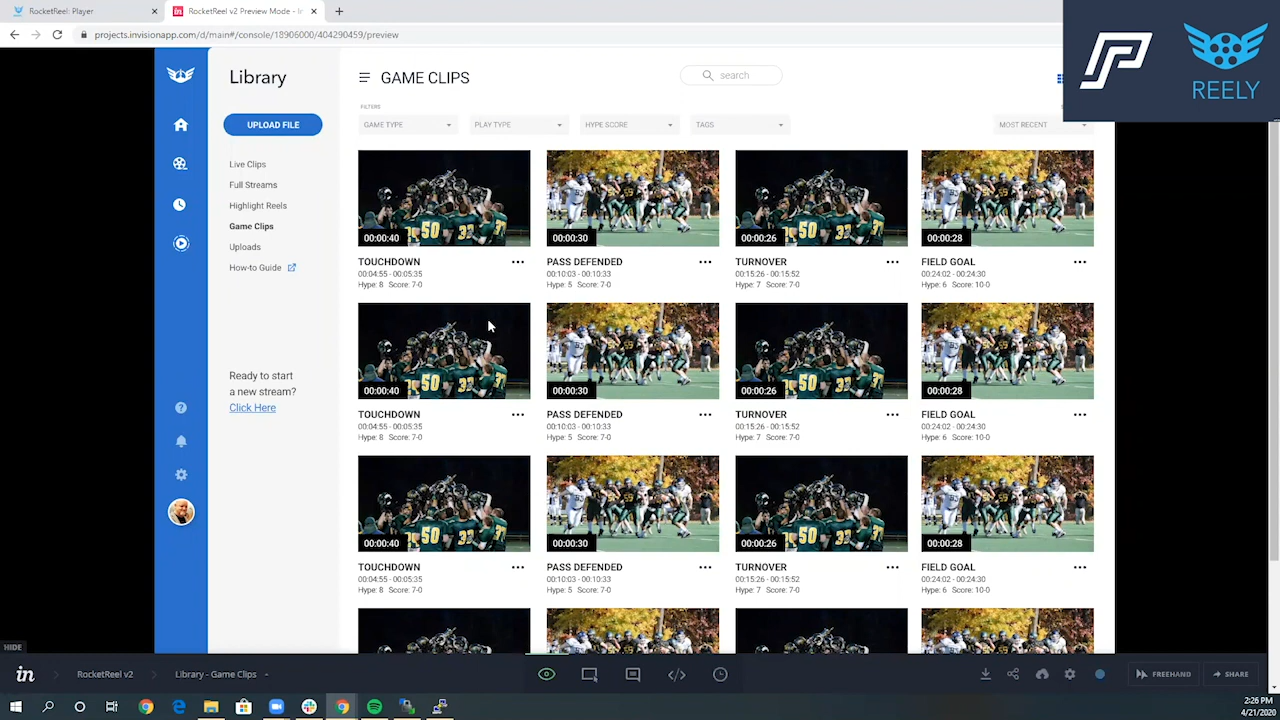 RocketReel: Player
RocketReel v2 Preview Mode - In
projects.invisionapp.com/d/main#/console/18906000/404290459/preview
REELY
Library
GAME CLIPS
search
FILTERS
UPLOAD FILE
GAME TYPE
PLAY TYPE
HYPE SCORE
TAGS
MOST RECENT
Live Clips
Full Streams
Highlight Reels
Game Clips
Uploads
How-to Guide
Ready to start
a new stream?
Click Here
00:00:40
00:00:30
00:00:26
00:00:28
TOUCHDOWN
PASS DEFENDED
TURNOVER
FIELD GOAL
00:04:55 - 00:05:35
00:10:03 - 00:10:33
00:15:26 - 00:15:52
00:24:02 - 00:24:30
Hype: 8 Score: 7-0
Hype: 5 Score: 7-0
Hype: 7 Score: 7-0
Hype: 6 Score: 10-0
00:00:40
00:00:30
00:00:26
00:00:28
TOUCHDOWN
PASS DEFENDED
TURNOVER
FIELD GOAL
00:04:55 - 00:05:35
00:10:03 - 00:10:33
00:15:26 - 00:15:52
00:24:02 - 00:24:30
Hype: 8 Score: 7-0
Hype: 5 Score: 7-0
Hype: 7 Score: 7-0
Hype: 6 Score: 10-0
00:00:40
00:00:30
00:00:26
00:00:28
TOUCHDOWN
PASS DEFENDED
TURNOVER
FIELD GOAL
00:04:55 - 00:05:35
00:10:03 - 00:10:33
00:15:26 - 00:15:52
00:24:02 - 00:24:30
Hype: 8 Score: 7-0
Hype: 5 Score: 7-0
Hype: 7 Score: 7-0
Hype: 6 Score: 10-0
HIDE
in
RocketReel v2
Library - Game Clips
FREEHAND
SHARE
2:26 PM
4/21/2020